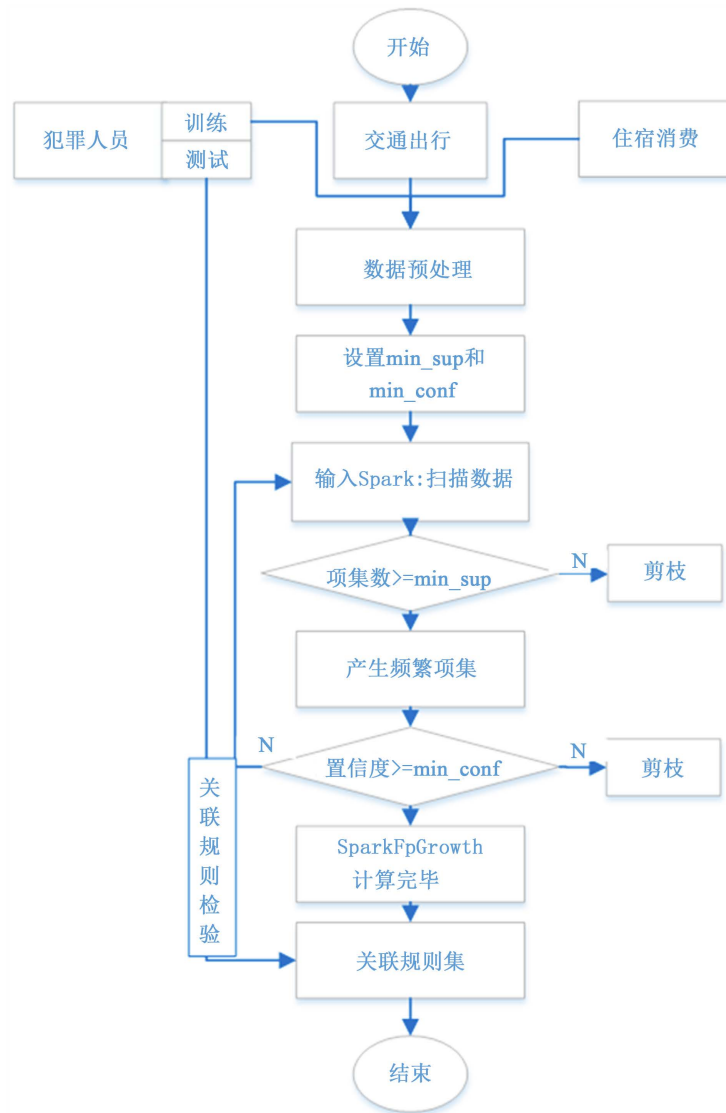 开始
犯罪人员
训练
测试
交通出行
住宿消费
数据预处理
设置min_sup和
min_conf
输入Spark:扫描数据
项集数>=min_sup
N
剪枝
产生频繁项集
N
置信度>=min_conf
N
剪枝
关联规则检验
SparkFpGrowth
计算完毕
关联规则集
结束